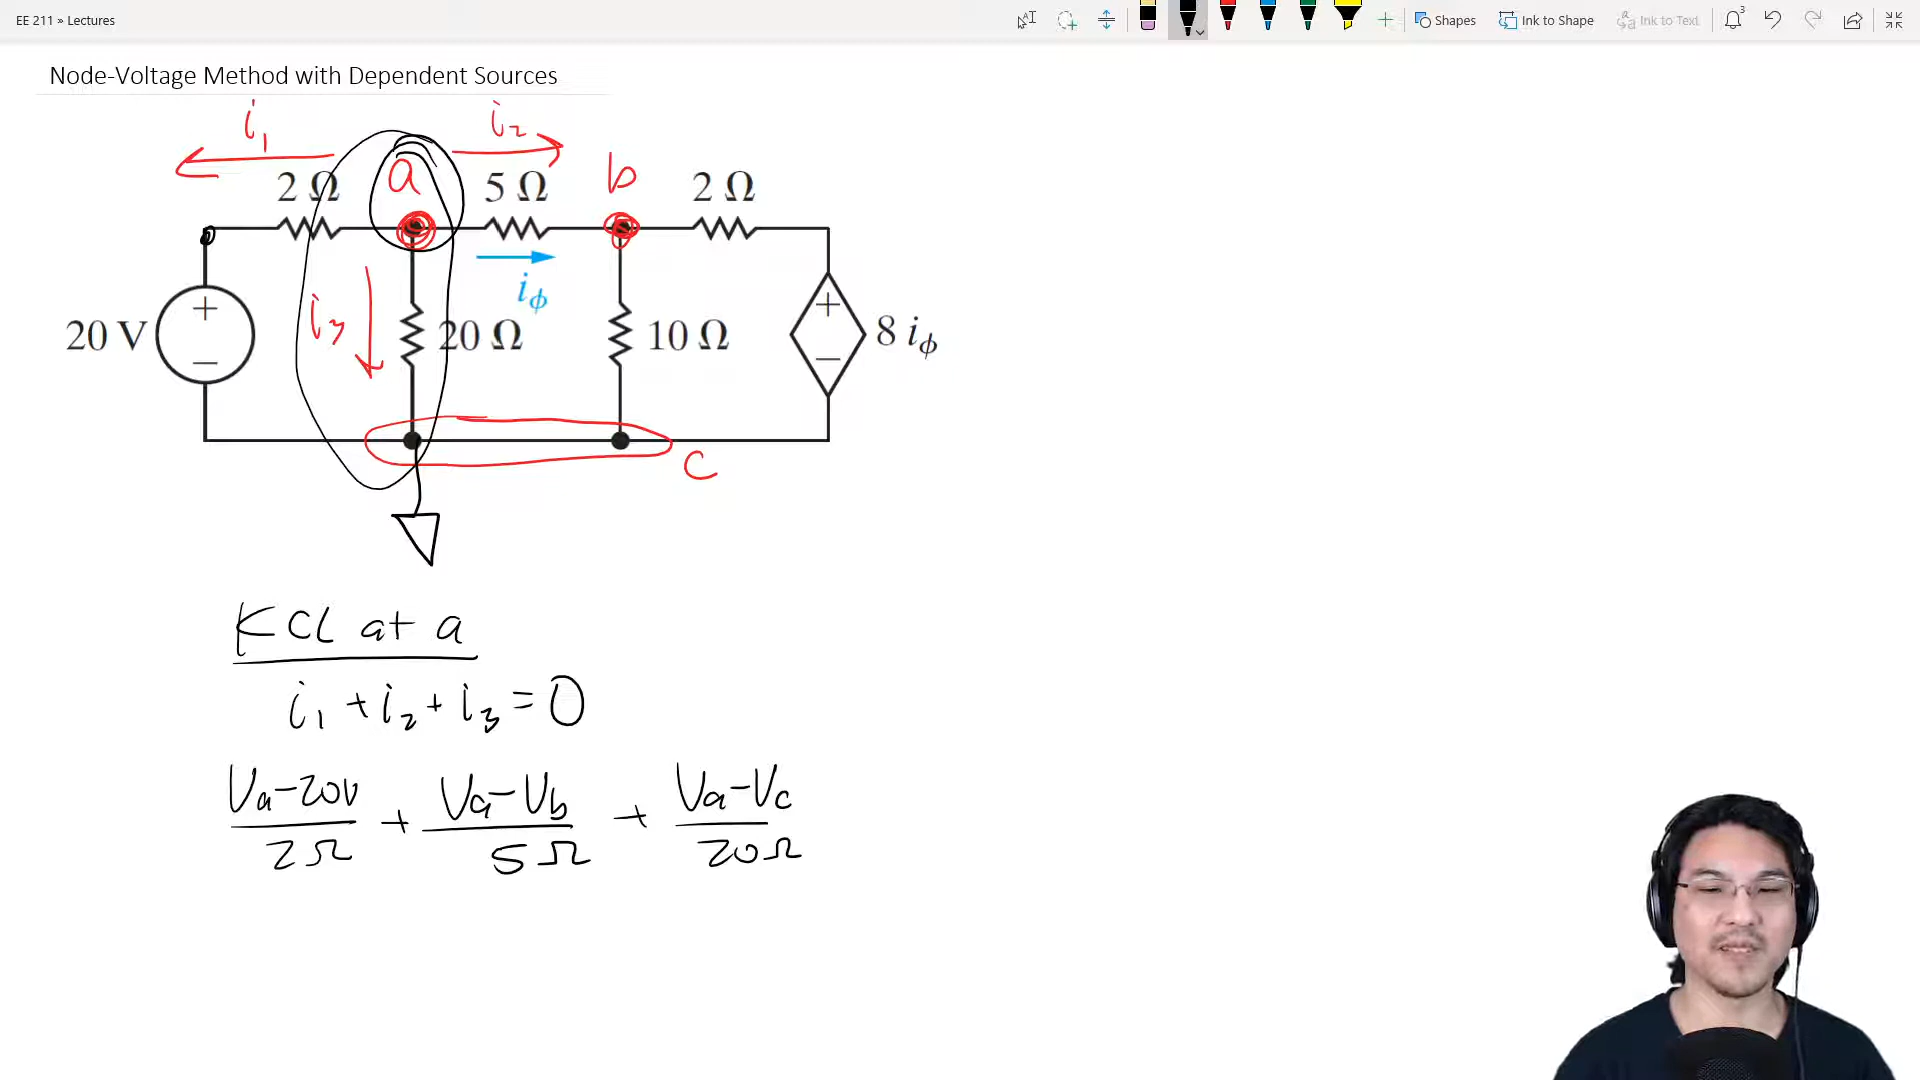 EE 211 » Lectures
Shapes
Ink to Shape
Ink to Text
3
Node-Voltage Method with Dependent Sources
i₁
i₂
2 Ω
a
5 Ω
b
2 Ω
iϕ
i₃
20 V
+
−
20 Ω
10 Ω
+
−
8 iϕ
c
KCL at a
i₁ + i₂ + i₃ = 0
Va-20V + Va-Vb + Va-Vc
2Ω 5Ω 20Ω